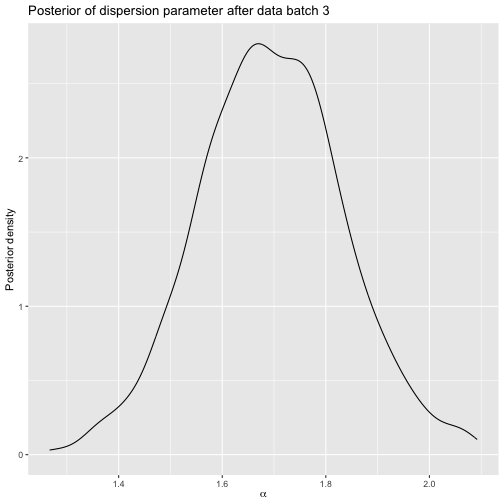 Posterior of dispersion parameter after data batch 3
Posterior density
2
1
0
1.4 1.6 1.8 2.0
α